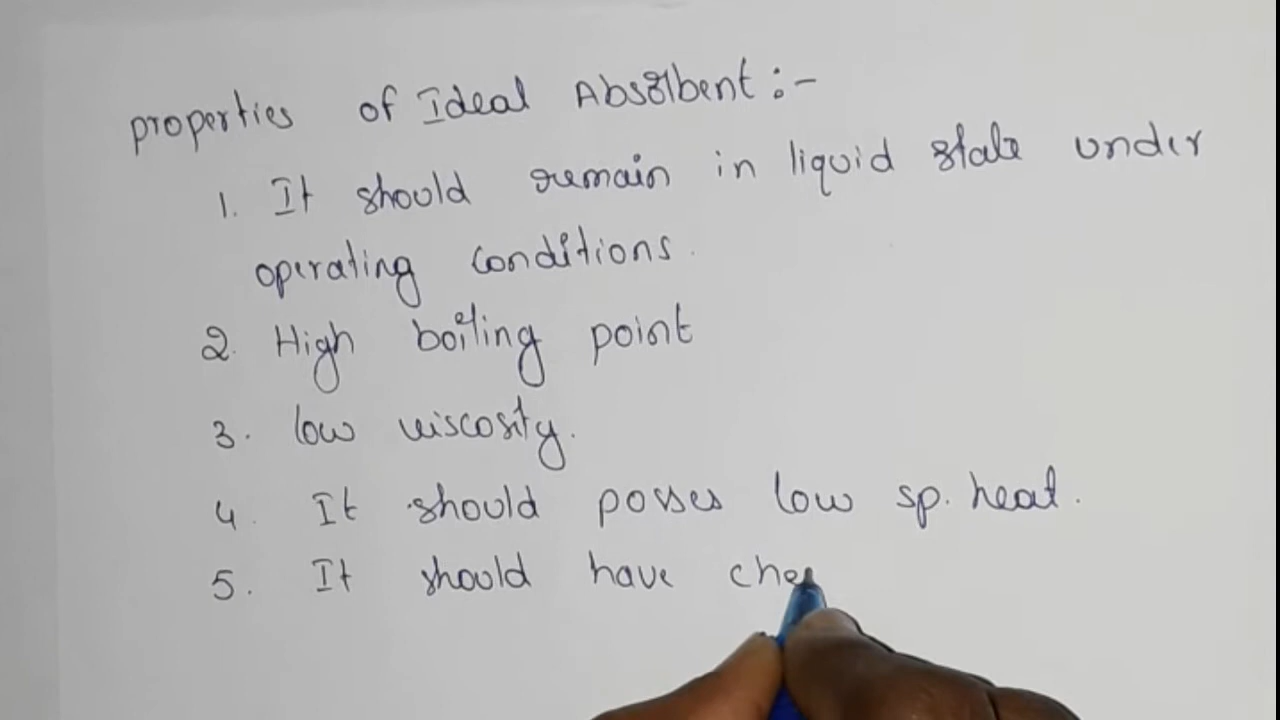 properties of Ideal Absorbent :-
1. It should remain in liquid state under
operating conditions.
2. High boiling point
3. low viscosity.
4. It should posses low sp. heat.
5. It should have che